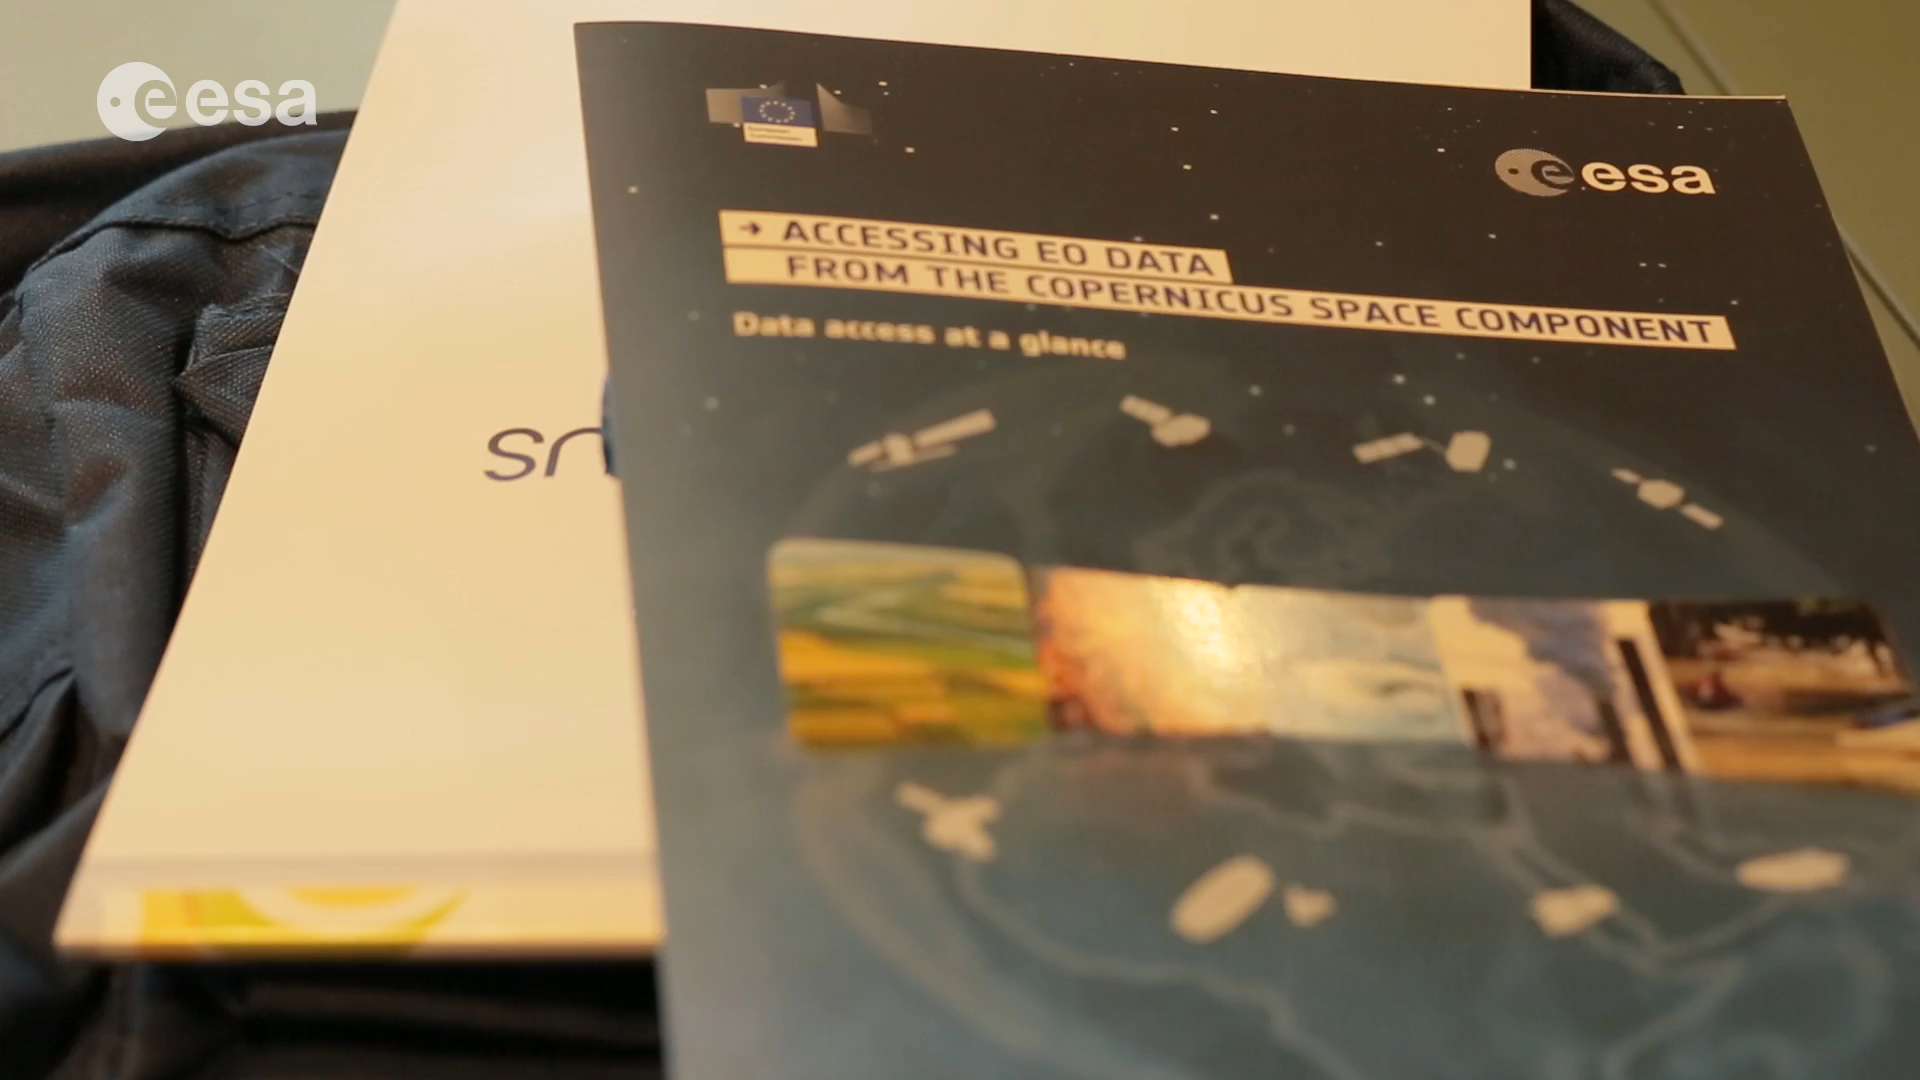 esa
esa
→ ACCESSING EO DATA
FROM THE COPERNICUS SPACE COMPONENT
Data access at a glance